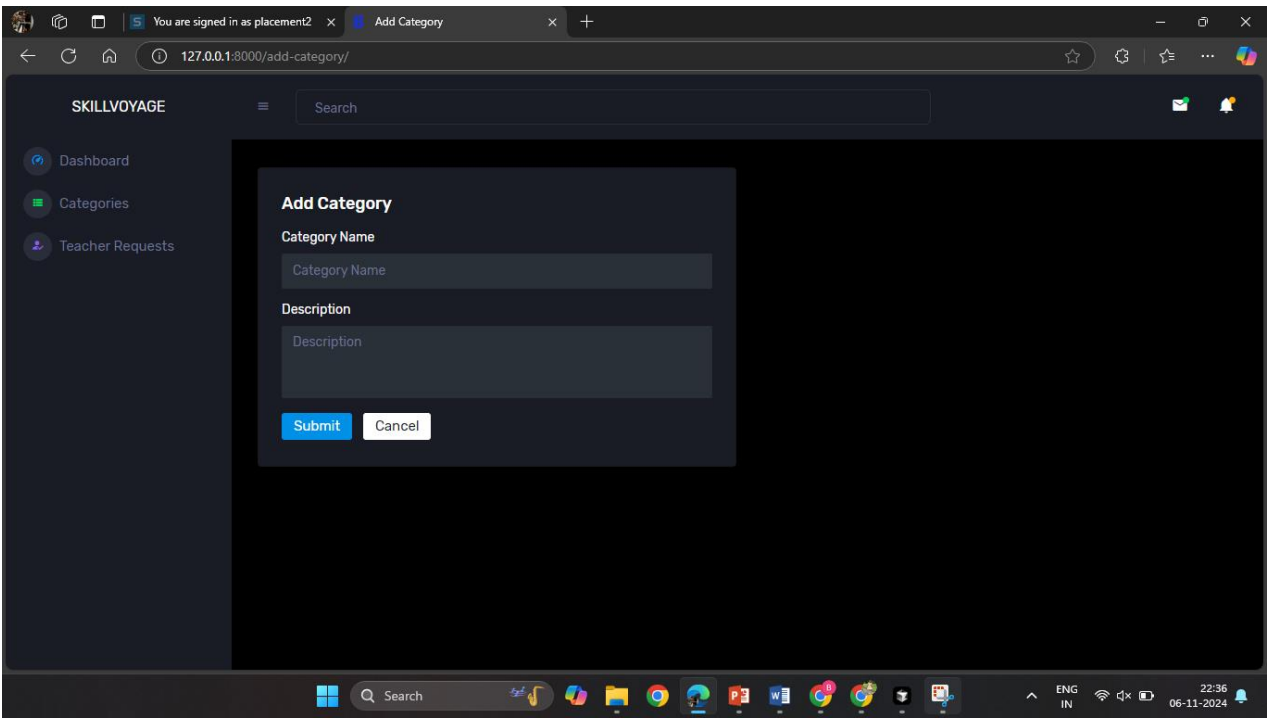 You are signed in as placement2
Add Category
127.0.0.1:8000/add-category/
SKILLVOYAGE
Search
Dashboard
Categories
Teacher Requests
Add Category
Category Name
Category Name
Description
Description
Submit Cancel
Search
ENG
IN
22:36
06-11-2024